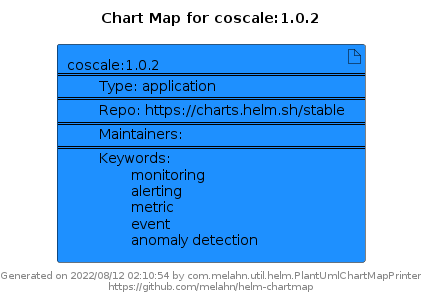 Chart Map for coscale:1.0.2
coscale:1.0.2
Type: application
Repo: https://charts.helm.sh/stable
Maintainers:
Keywords:
monitoring
alerting
metric
event
anomaly detection
Generated on 2022/08/12 02:10:54 by com.melahn.util.helm.PlantUmlChartMapPrinter
https://github.com/melahn/helm-chartmap